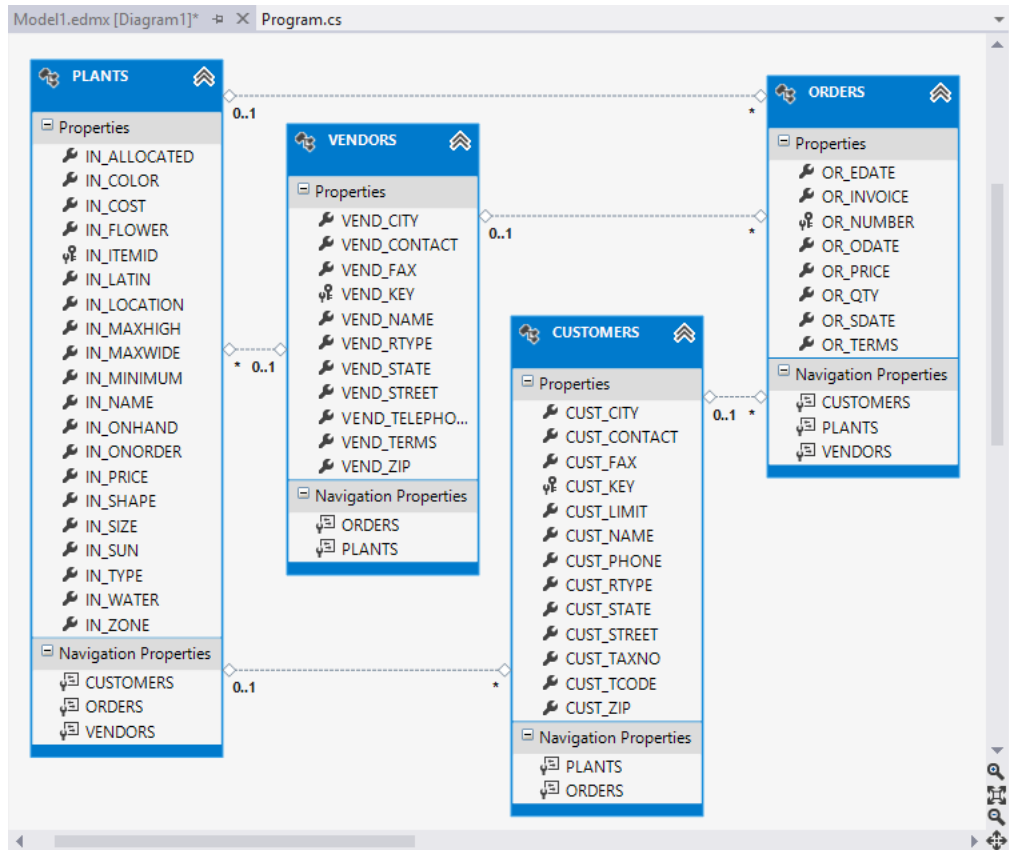 Model1.edmx [Diagram1]* Program.cs
PLANTS
Properties
IN_ALLOCATED
IN_COLOR
IN_COST
IN_FLOWER
IN_ITEMID
IN_LATIN
IN_LOCATION
IN_MAXHIGH
IN_MAXWIDE
IN_MINIMUM
IN_NAME
IN_ONHAND
IN_ONORDER
IN_PRICE
IN_SHAPE
IN_SIZE
IN_SUN
IN_TYPE
IN_WATER
IN_ZONE
Navigation Properties
CUSTOMERS
ORDERS
VENDORS
0..1 *
VENDORS
Properties
VEND_CITY
VEND_CONTACT
VEND_FAX
VEND_KEY
VEND_NAME
VEND_RTYPE
VEND_STATE
VEND_STREET
VEND_TELEPHO...
VEND_TERMS
VEND_ZIP
Navigation Properties
ORDERS
PLANTS
0..1 *
* 0..1
CUSTOMERS
Properties
CUST_CITY
CUST_CONTACT
CUST_FAX
CUST_KEY
CUST_LIMIT
CUST_NAME
CUST_PHONE
CUST_RTYPE
CUST_STATE
CUST_STREET
CUST_TAXNO
CUST_TCODE
CUST_ZIP
Navigation Properties
PLANTS
ORDERS
0..1 *
0..1 *
ORDERS
Properties
OR_EDATE
OR_INVOICE
OR_NUMBER
OR_ODATE
OR_PRICE
OR_QTY
OR_SDATE
OR_TERMS
Navigation Properties
CUSTOMERS
PLANTS
VENDORS